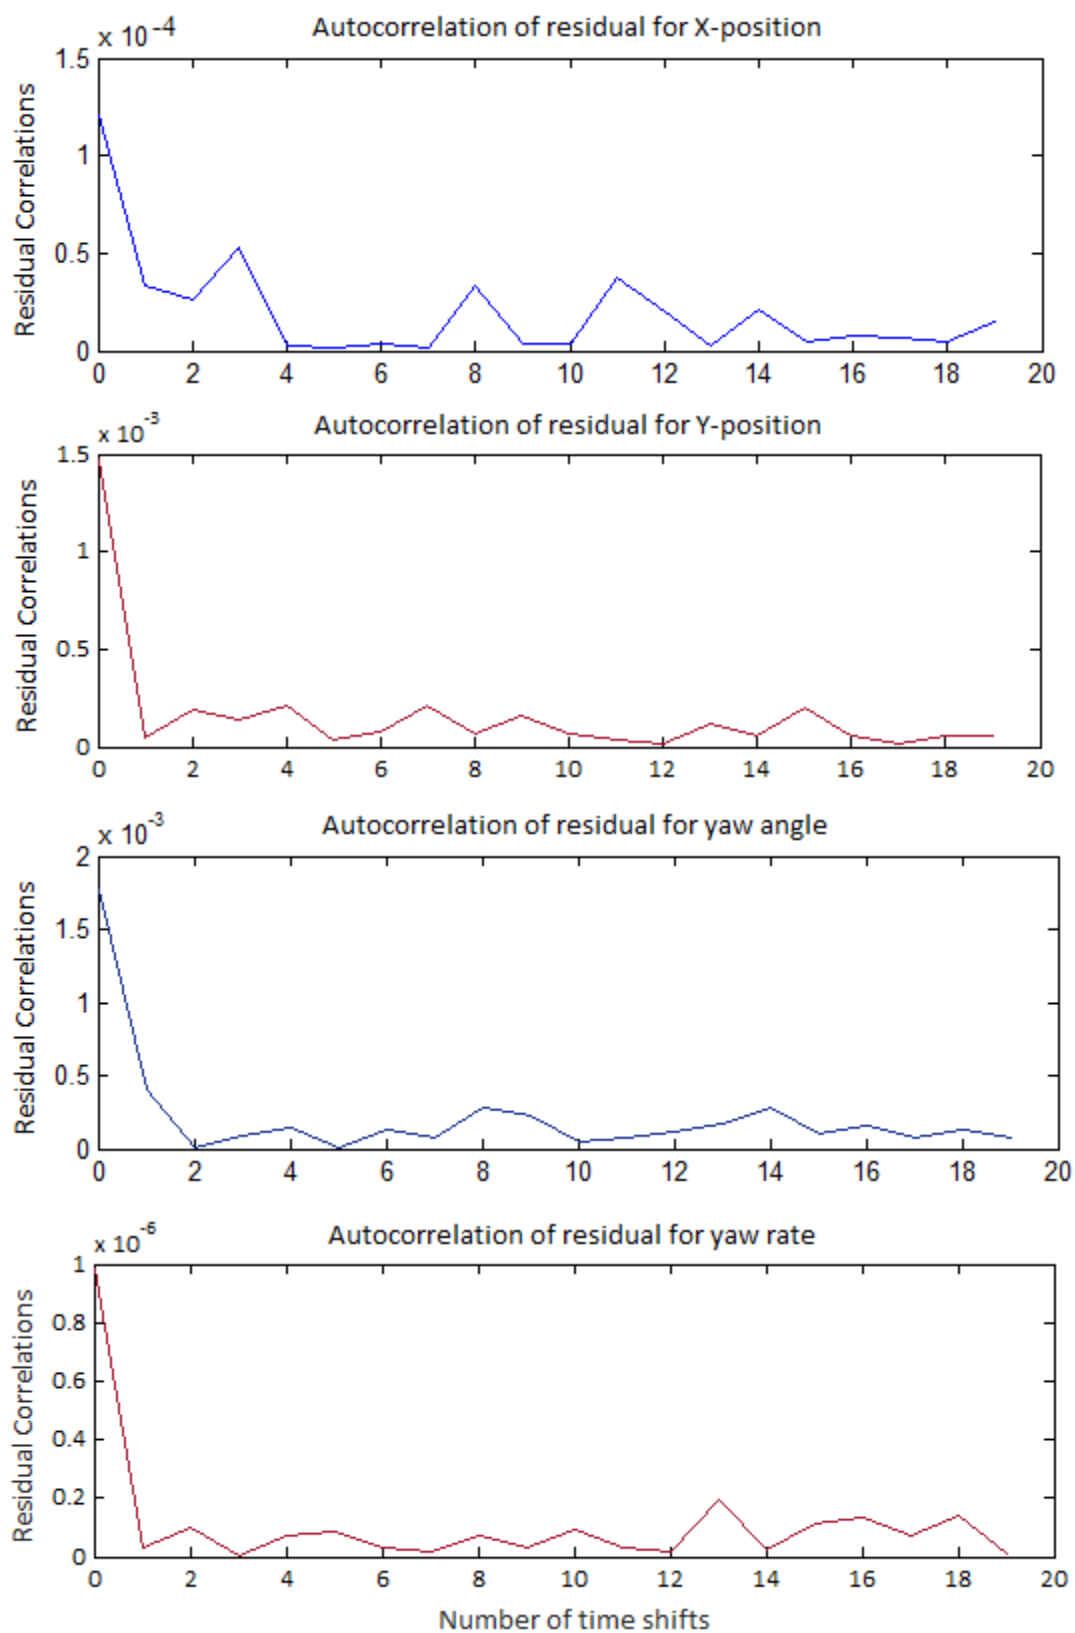 Autocorrelation of residual for X-position
x 10⁻⁴
Residual Correlations
1.5
1
0.5
0
0 2 4 6 8 10 12 14 16 18 20
Autocorrelation of residual for Y-position
x 10⁻³
Residual Correlations
1.5
1
0.5
0
0 2 4 6 8 10 12 14 16 18 20
Autocorrelation of residual for yaw angle
x 10⁻³
Residual Correlations
2
1.5
1
0.5
0
0 2 4 6 8 10 12 14 16 18 20
Autocorrelation of residual for yaw rate
x 10⁻⁶
Residual Correlations
1
0.8
0.6
0.4
0.2
0
0 2 4 6 8 10 12 14 16 18 20
Number of time shifts